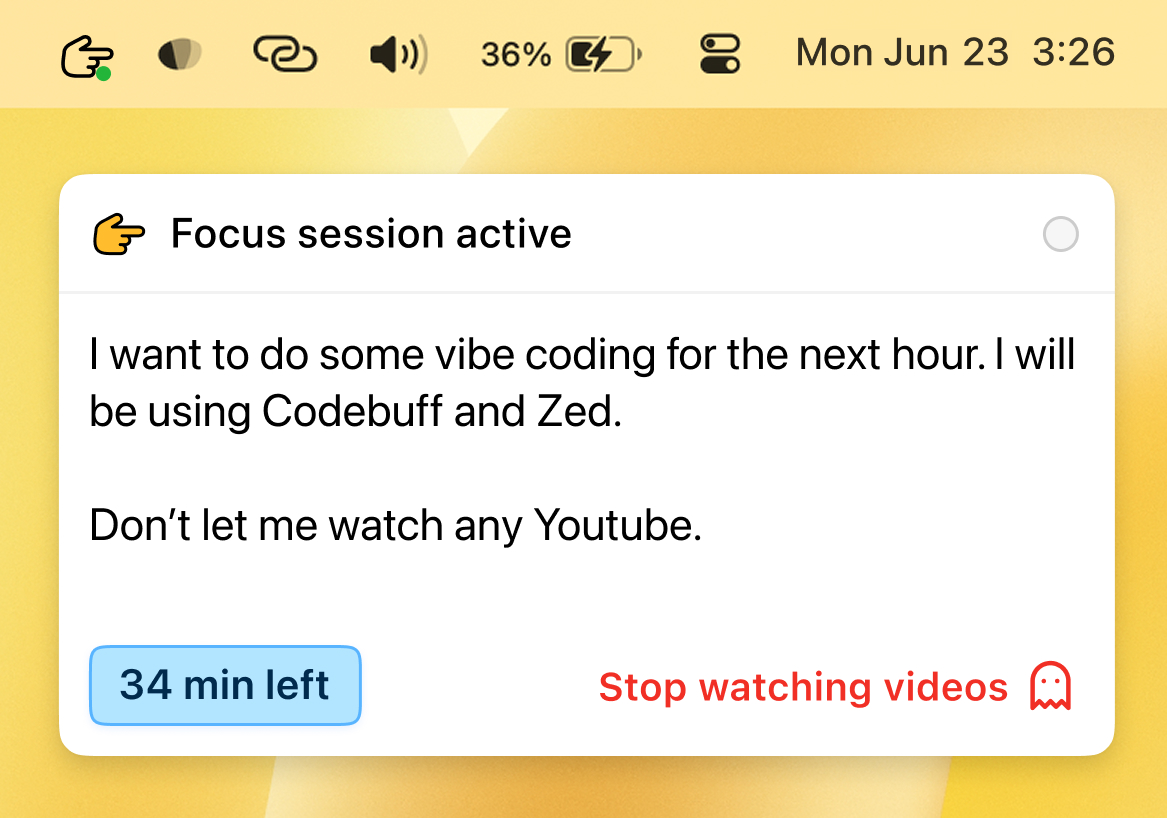 36% Mon Jun 23 3:26
Focus session active
I want to do some vibe coding for the next hour. I will
be using Codebuff and Zed.
Don’t let me watch any Youtube.
34 min left Stop watching videos